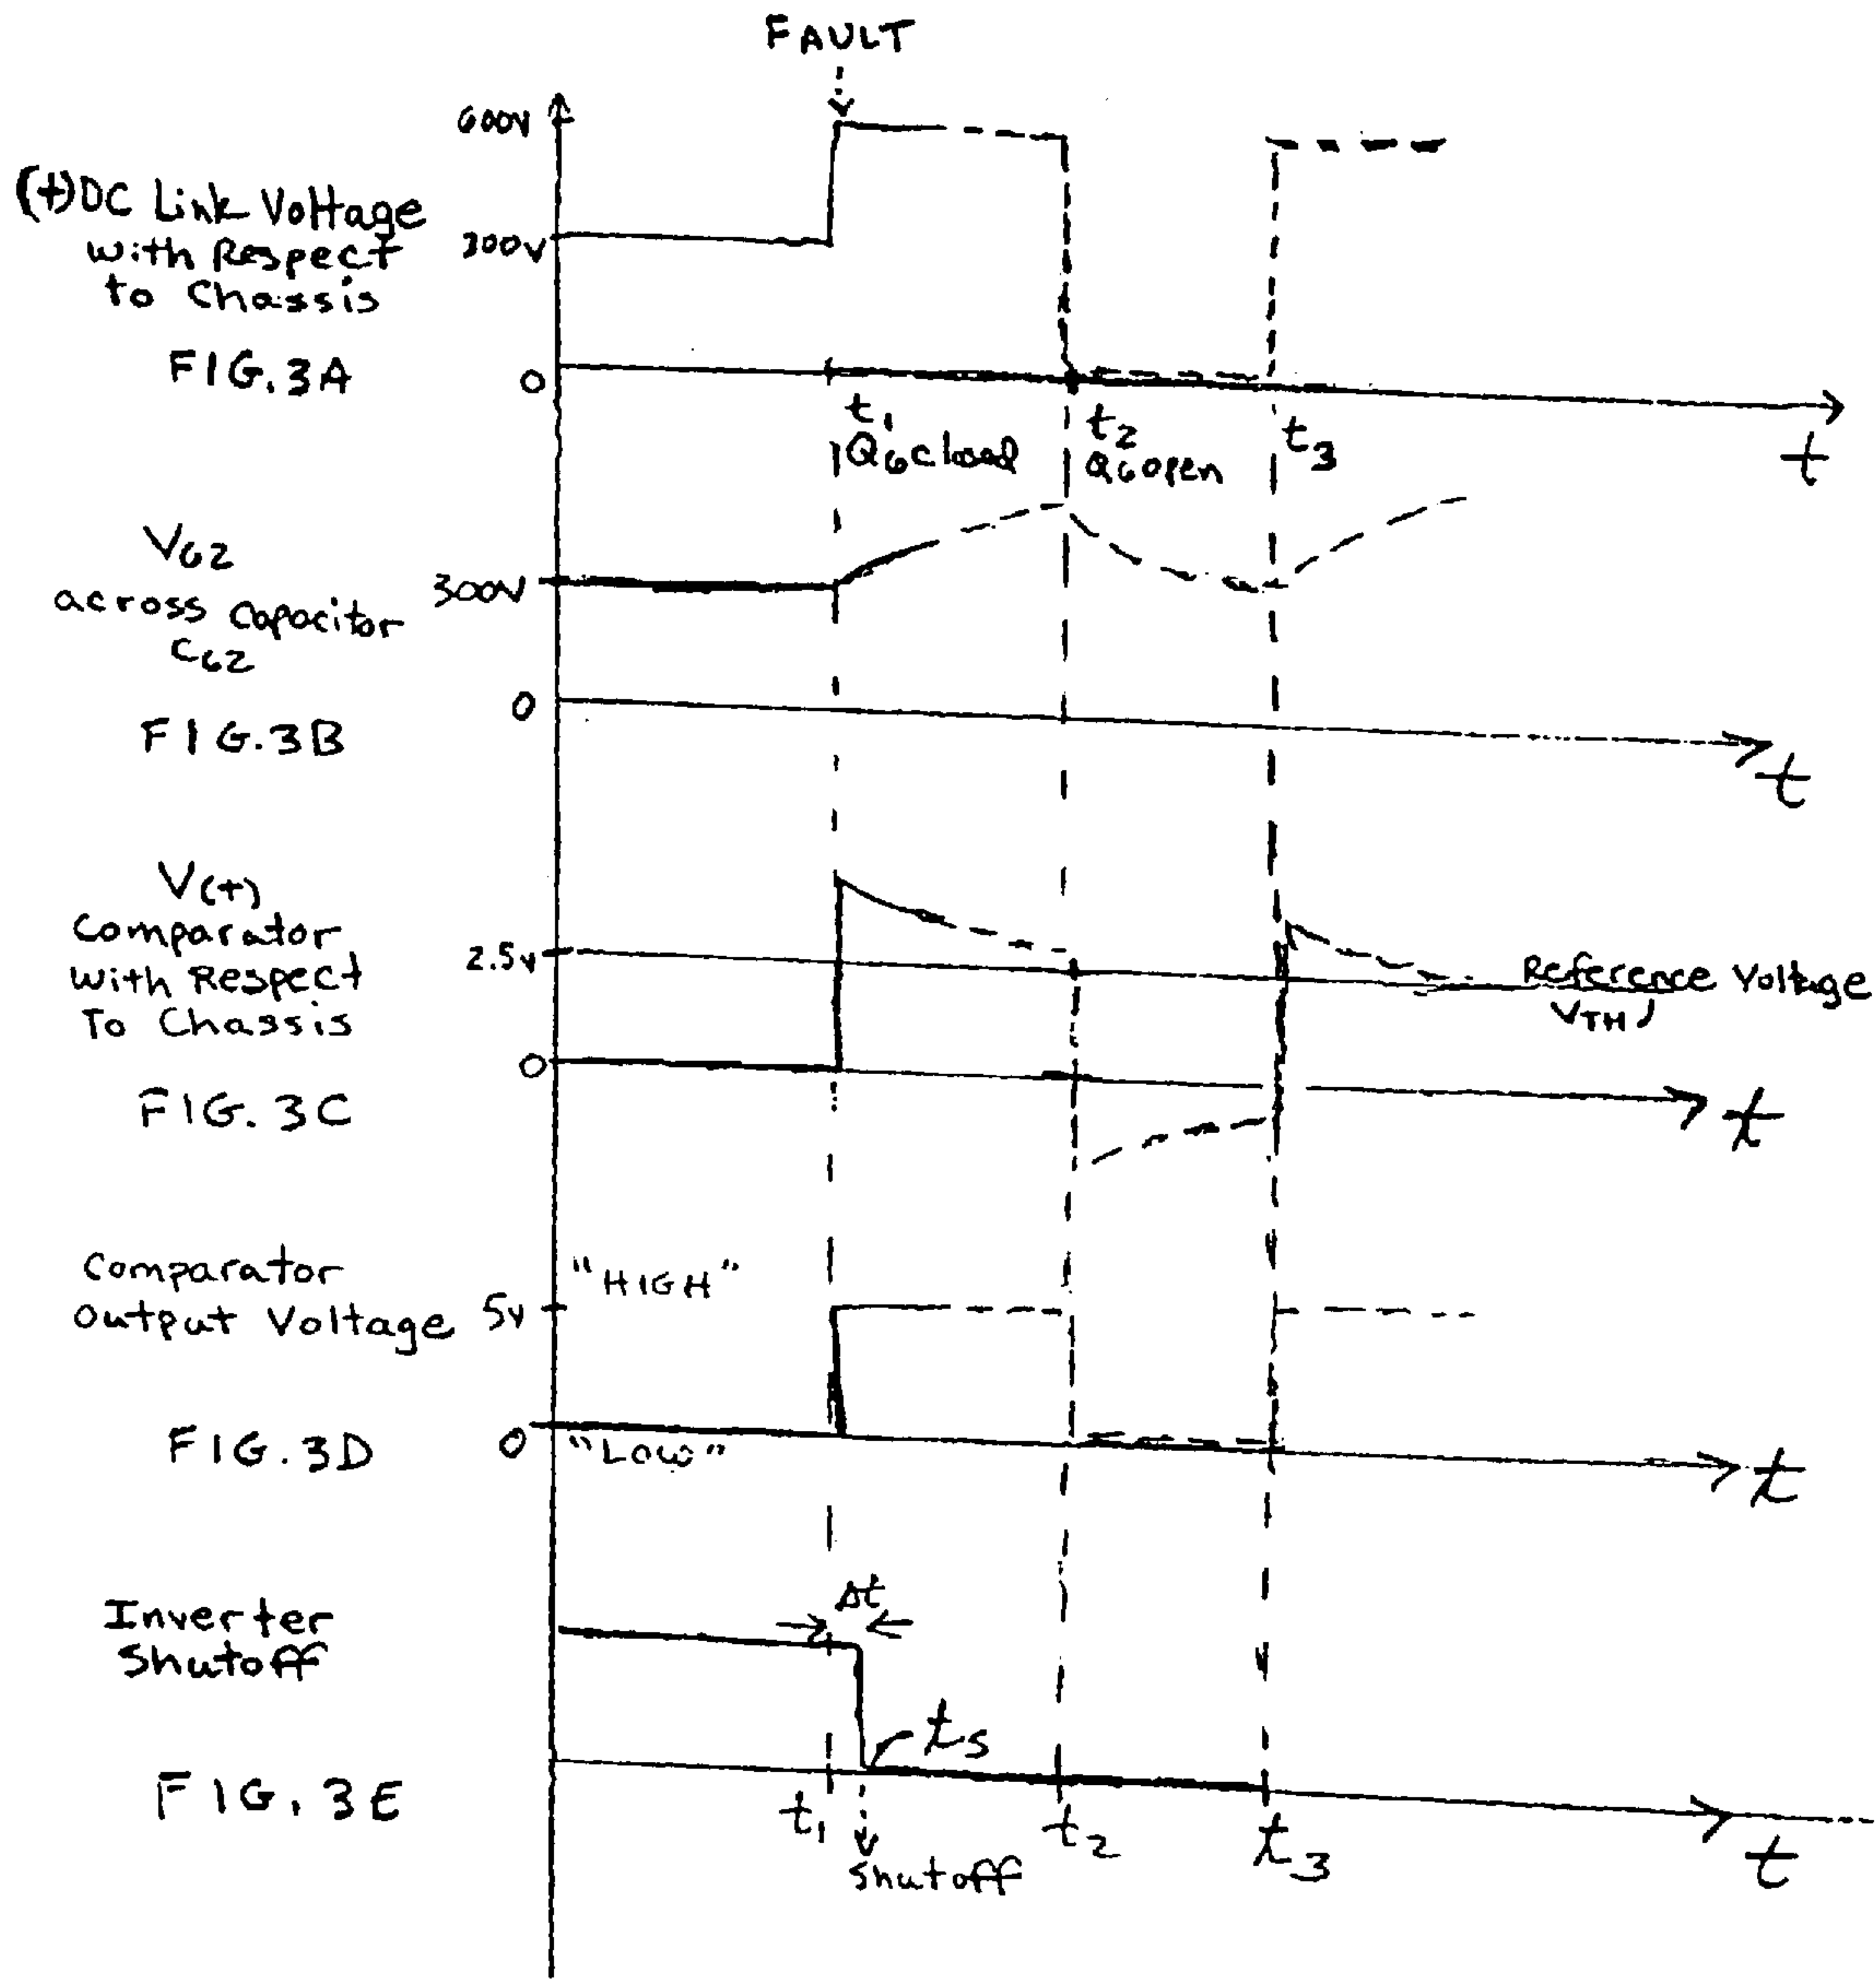 FAULT
600V
(+)DC Link Voltage
with Respect
to Chassis
300V
FIG. 3A
0
t1
Q6 closed
t2
Q6 open
t3
t
VG2
across Capacitor
CG2
300V
0
FIG. 3B
t
V(+)
Comparator
with Respect
To Chassis
2.5V
Reference Voltage
VTH
0
FIG. 3C
t
Comparator
Output Voltage
"HIGH"
5V
FIG. 3D
0
"LOW"
t
Inverter
Shutoff
Δt
ts
FIG. 3E
t1
t2
t3
t
Shutoff